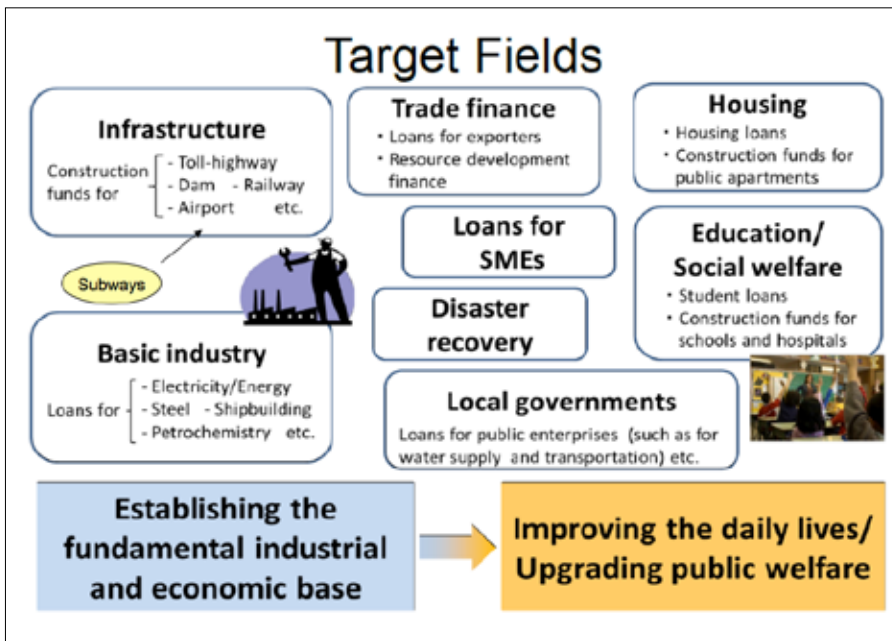 Target Fields
Infrastructure
Construction
funds for
- Toll-highway
- Dam - Railway
- Airport etc.
Subways
Basic industry
Loans for
- Electricity/Energy
- Steel - Shipbuilding
- Petrochemistry etc.
Trade finance
• Loans for exporters
• Resource development
finance
Loans for
SMEs
Disaster
recovery
Housing
• Housing loans
• Construction funds for
public apartments
Education/
Social welfare
• Student loans
• Construction funds for
schools and hospitals
Local governments
Loans for public enterprises (such as for
water supply and transportation) etc.
Establishing the
fundamental industrial
and economic base
Improving the daily lives/
Upgrading public welfare